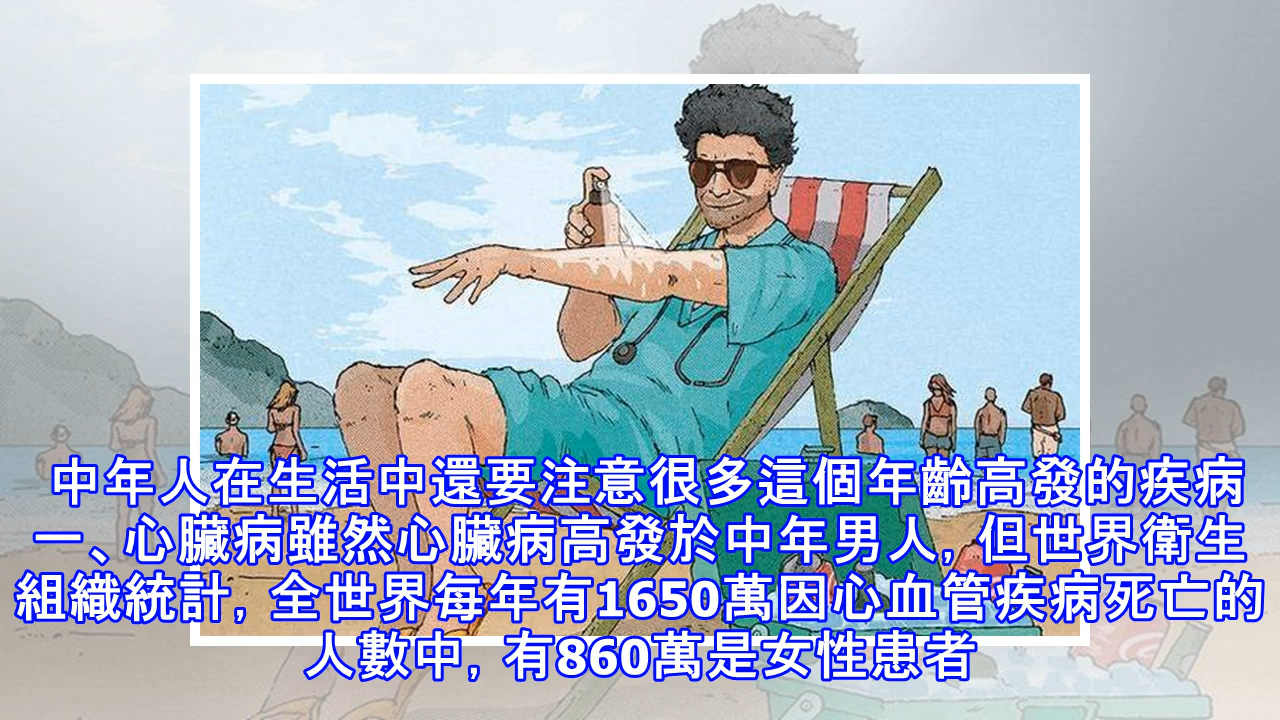 中年人在生活中還要注意很多這個年齡高發的疾病
一、心臟病雖然心臟病高發於中年男人, 但世界衛生
組織統計, 全世界每年有1650萬因心血管疾病死亡的
人數中, 有860萬是女性患者